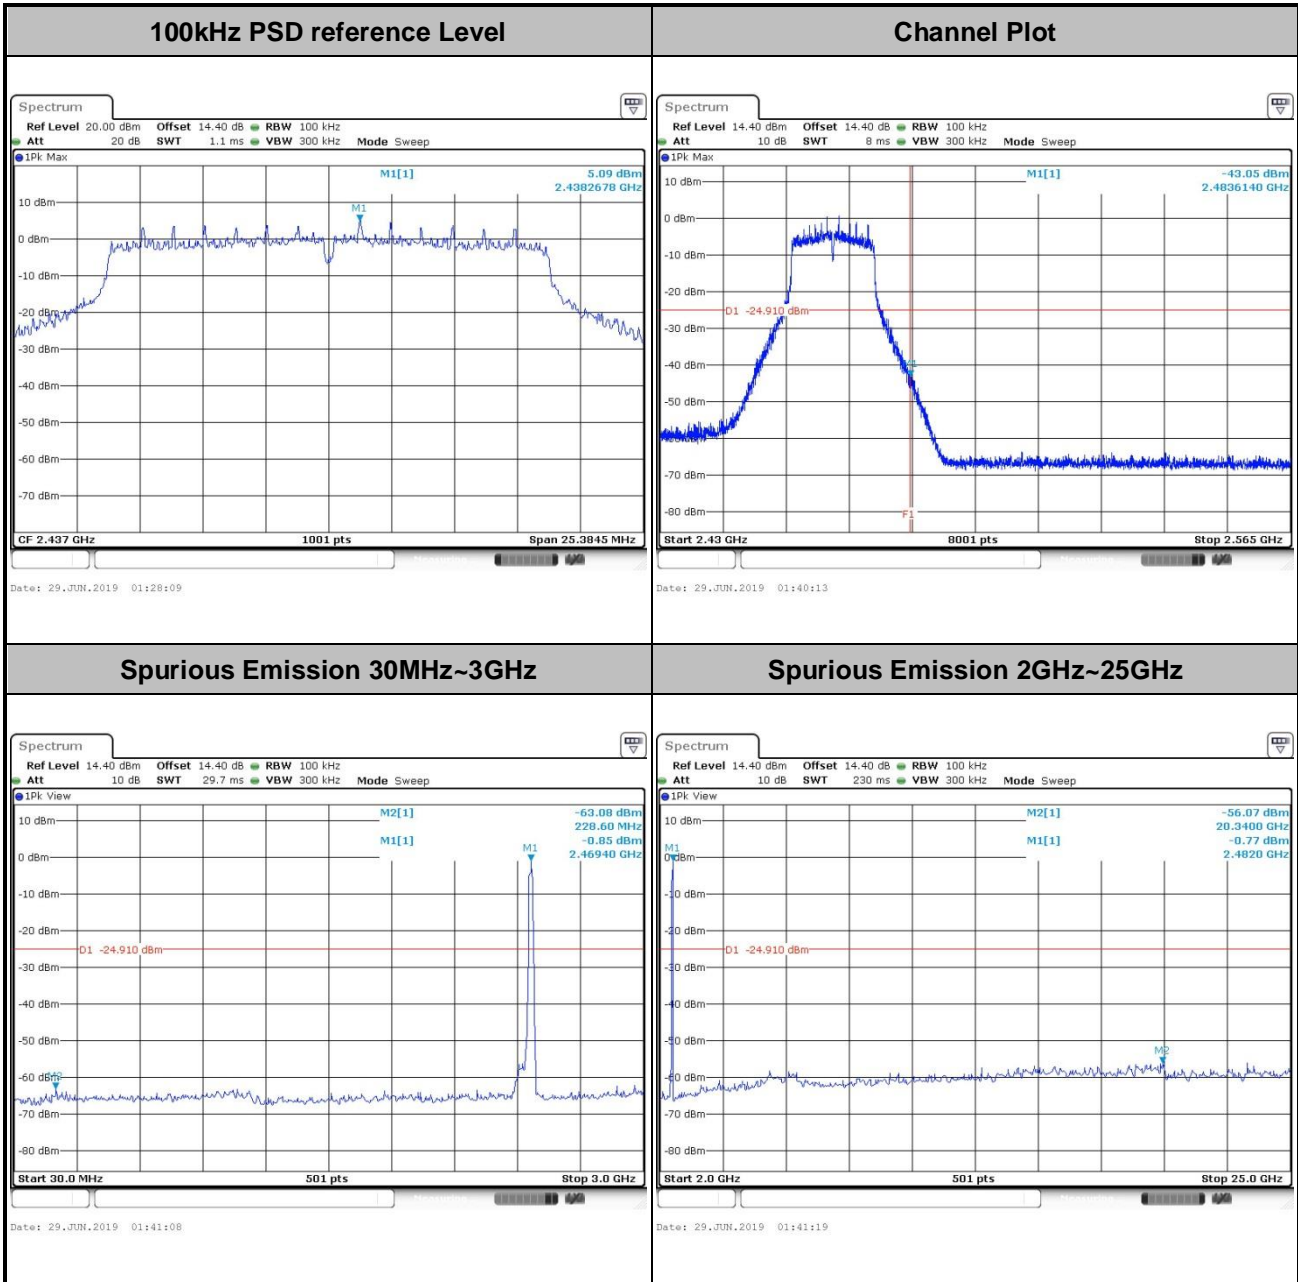 100kHz PSD reference Level
Channel Plot
Spectrum
Ref Level 20.00 dBm Offset 14.40 dB RBW 100 kHz
Att 20 dB SWT 1.1 ms VBW 300 kHz Mode Sweep
1Pk Max
M1[1] 5.09 dBm
2.4382678 GHz
M1
10 dBm
0 dBm
-10 dBm
-20 dBm
-30 dBm
-40 dBm
-50 dBm
-60 dBm
-70 dBm
CF 2.437 GHz 1001 pts Span 25.3845 MHz
Date: 29.JUN.2019 01:28:09
Spectrum
Ref Level 14.40 dBm Offset 14.40 dB RBW 100 kHz
Att 10 dB SWT 8 ms VBW 300 kHz Mode Sweep
1Pk Max
M1[1] -43.05 dBm
2.4836140 GHz
10 dBm
0 dBm
-10 dBm
-20 dBm
D1 -24.910 dBm
-30 dBm
-40 dBm
-50 dBm
-70 dBm
-80 dBm
F1
Start 2.43 GHz 8001 pts Stop 2.565 GHz
Date: 29.JUN.2019 01:40:13
Spurious Emission 30MHz~3GHz
Spurious Emission 2GHz~25GHz
Spectrum
Ref Level 14.40 dBm Offset 14.40 dB RBW 100 kHz
Att 10 dB SWT 29.7 ms VBW 300 kHz Mode Sweep
1Pk View
M2[1] -63.08 dBm
228.60 MHz
M1[1] -0.85 dBm
2.46940 GHz
M1
10 dBm
0 dBm
-10 dBm
-20 dBm
D1 -24.910 dBm
-30 dBm
-40 dBm
-50 dBm
-60 dBm
M2
-70 dBm
-80 dBm
Start 30.0 MHz 501 pts Stop 3.0 GHz
Date: 29.JUN.2019 01:41:08
Spectrum
Ref Level 14.40 dBm Offset 14.40 dB RBW 100 kHz
Att 10 dB SWT 230 ms VBW 300 kHz Mode Sweep
1Pk View
M2[1] -56.07 dBm
20.3400 GHz
M1[1] -0.77 dBm
2.4820 GHz
10 dBm
M1
0 dBm
-10 dBm
-20 dBm
D1 -24.910 dBm
-30 dBm
-40 dBm
-50 dBm
M2
-60 dBm
-70 dBm
-80 dBm
Start 2.0 GHz 501 pts Stop 25.0 GHz
Date: 29.JUN.2019 01:41:19